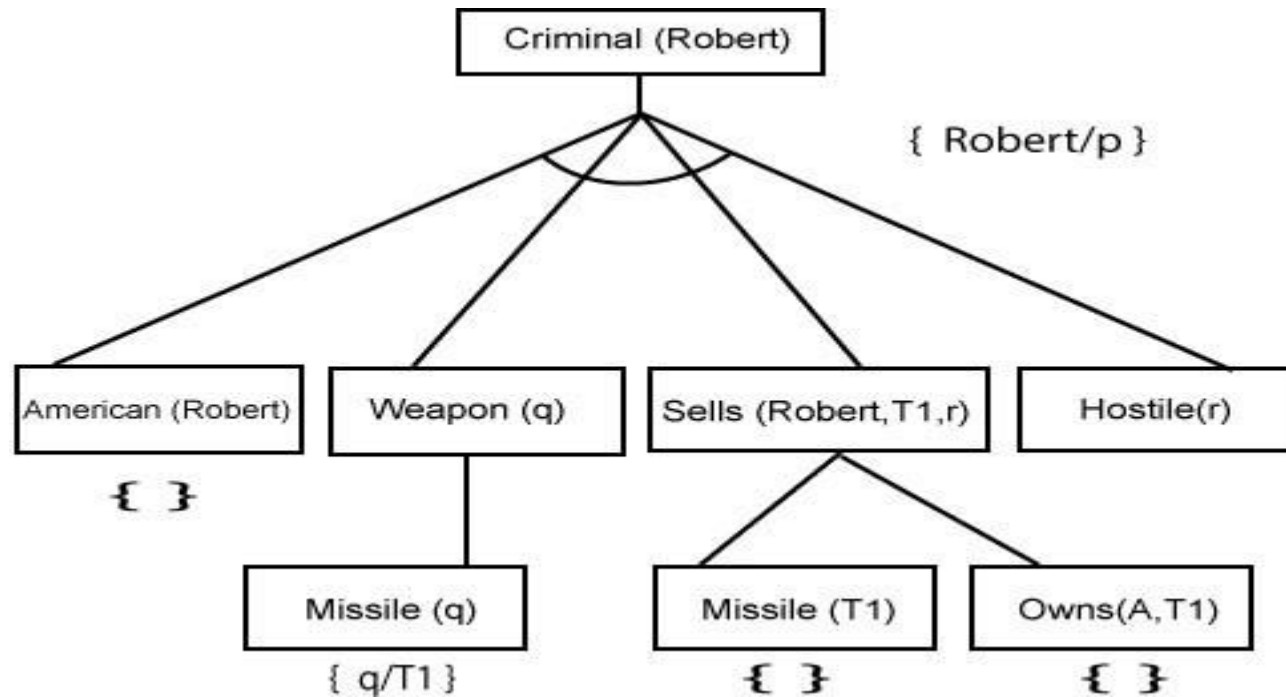 Criminal (Robert)
{ Robert/p }
American (Robert)
Weapon (q)
Sells (Robert,T1,r)
Hostile(r)
{ }
Missile (q)
Missile (T1)
Owns(A,T1)
{ q/T1 }
{ }
{ }